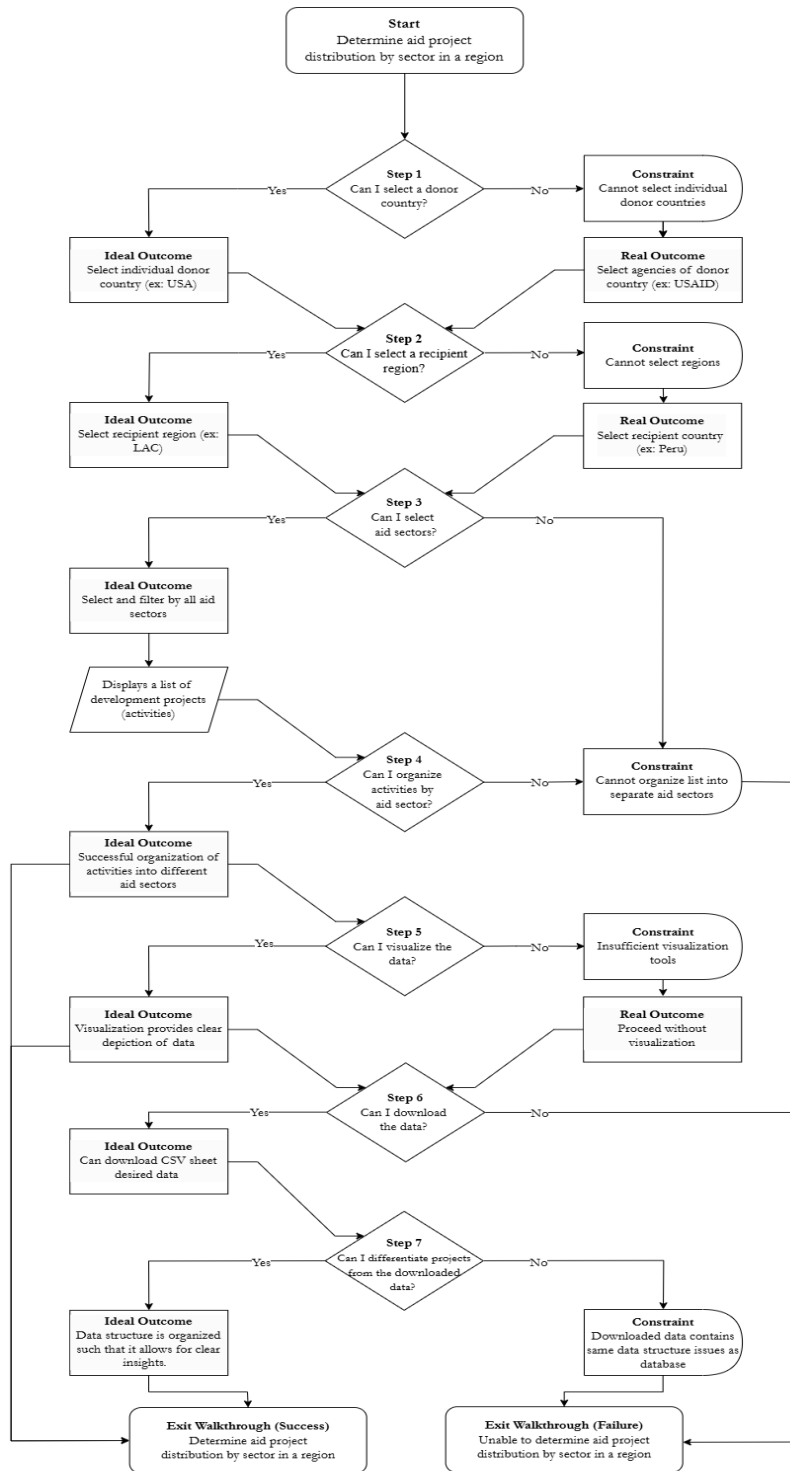 Start
Determine aid project
distribution by sector in a region
Step 1
Can I select a donor
country?
Yes
No
Constraint
Cannot select individual
donor countries
Ideal Outcome
Select individual donor
country (ex: USA)
Real Outcome
Select agencies of donor
country (ex: USAID)
Step 2
Can I select a recipient
region?
Yes
No
Constraint
Cannot select regions
Ideal Outcome
Select recipient region (ex:
LAC)
Real Outcome
Select recipient country
(ex: Peru)
Step 3
Can I select
aid sectors?
Yes
No
Ideal Outcome
Select and filter by all aid
sectors
Displays a list of
development projects
(activities)
Step 4
Can I organize
activities by
aid sector?
Yes
No
Constraint
Cannot organize list into
separate aid sectors
Ideal Outcome
Successful organization of
activities into different
aid sectors
Step 5
Can I visualize the
data?
Yes
No
Constraint
Insufficient visualization
tools
Ideal Outcome
Visualization provides clear
depiction of data
Real Outcome
Proceed without
visualization
Step 6
Can I download
the data?
Yes
No
Ideal Outcome
Can download CSV sheet
desired data
Step 7
Can I differentiate projects
from the downloaded
data?
Yes
No
Ideal Outcome
Data structure is organized
such that it allows for clear
insights.
Constraint
Downloaded data contains
same data structure issues as
database
Exit Walkthrough (Success)
Determine aid project
distribution by sector in a region
Exit Walkthrough (Failure)
Unable to determine aid project
distribution by sector in a region